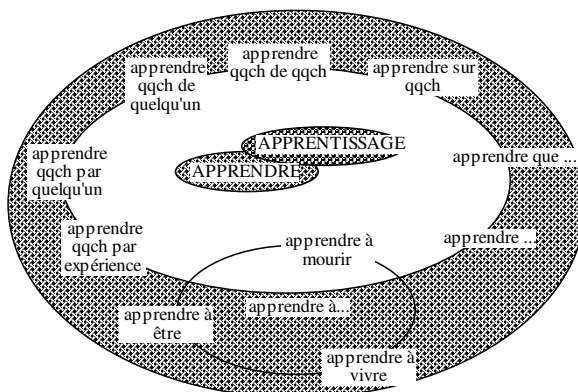 apprendre
qqch de qqch
apprendre
qqch de
quelqu'un
apprendre sur
qqch
APPRENTISSAGE
APPRENDRE
apprendre
qqch par
quelqu'un
apprendre que ...
apprendre
qqch par
expérience
apprendre à
mourir
apprendre ...
apprendre à...
apprendre à
être
apprendre à
vivre